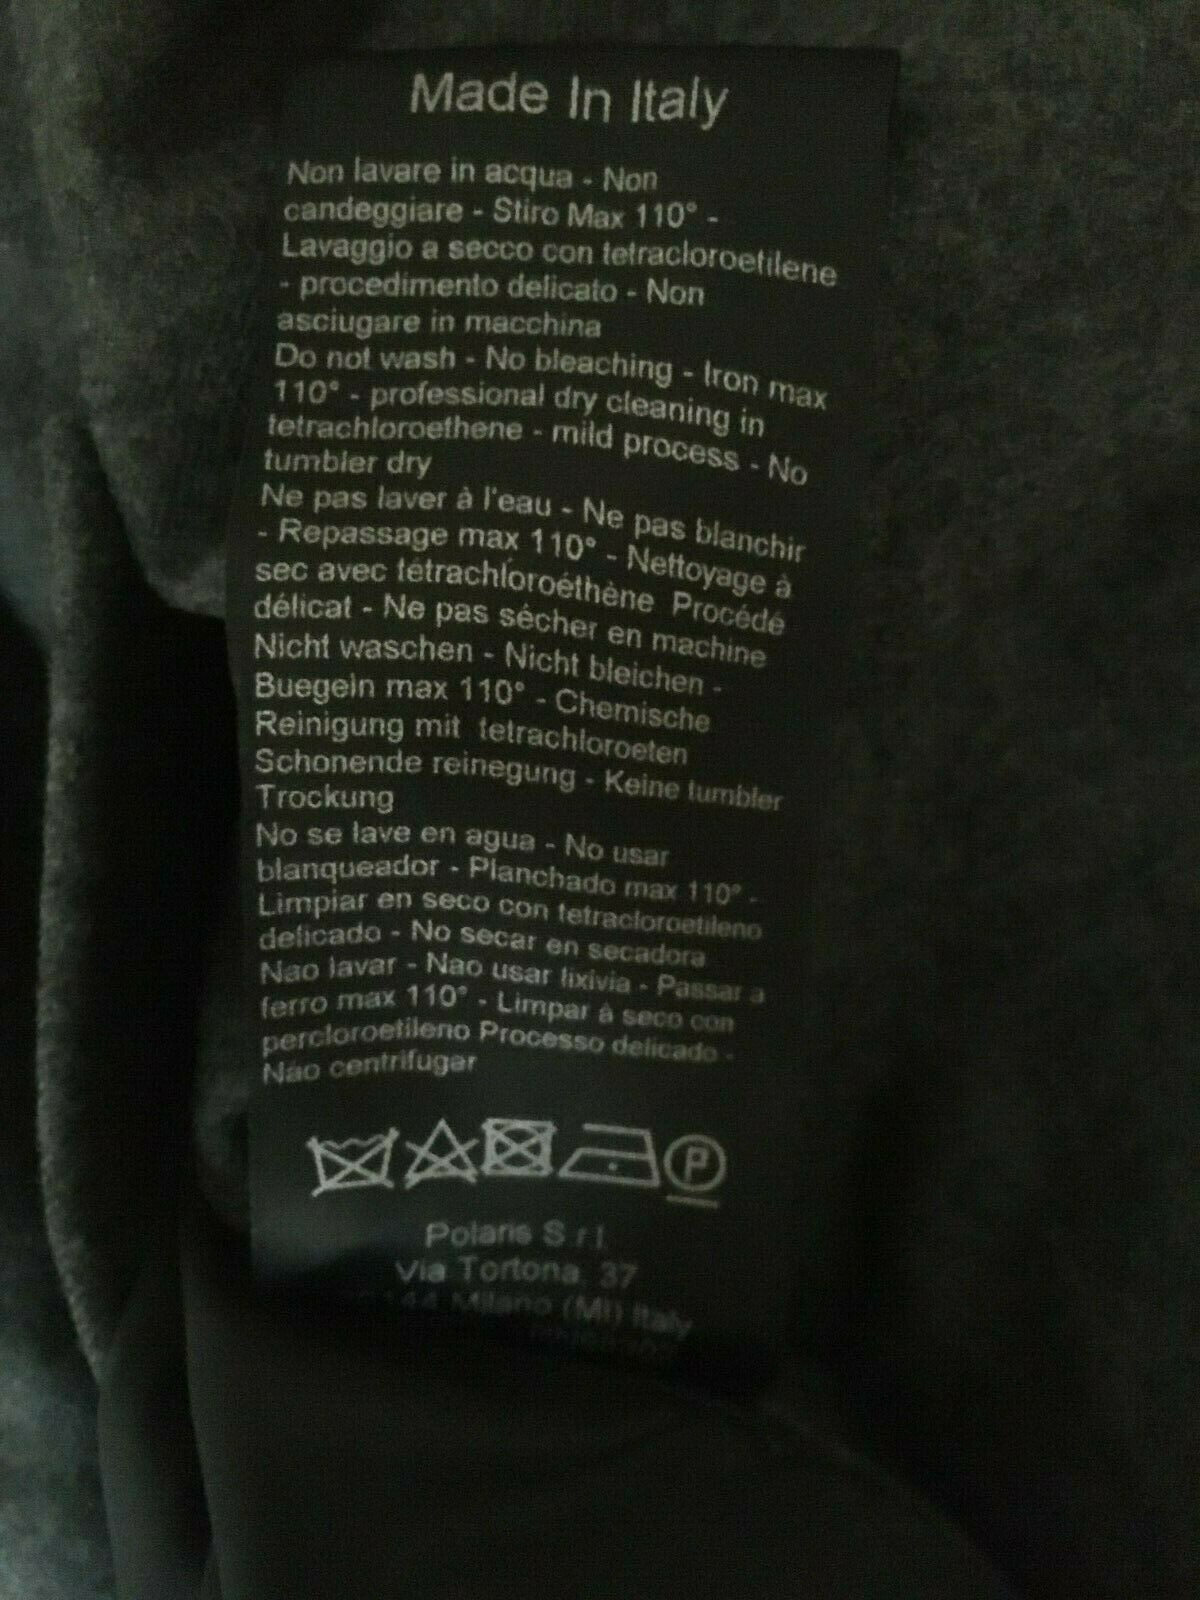 Made In Italy
Non lavare in acqua - Non
candeggiare - Stiro Max 110° -
Lavaggio a secco con tetracloroetilene
- procedimento delicato - Non
asciugare in macchina
Do not wash - No bleaching - Iron max
110° - professional dry cleaning in
tetrachloroethene - mild process - No
tumbler dry
Ne pas laver à l'eau - Ne pas blanchir
- Repassage max 110° - Nettoyage à
sec avec tétrachloroéthène Procédé
délicat - Ne pas sécher en machine
Nicht waschen - Nicht bleichen -
Buegeln max 110° - Chemische
Reinigung mit tetrachloroeten
Schonende reinegung - Keine tumbler
Trockung
No se lave en agua - No usar
blanqueador - Planchado max 110° -
Limpiar en seco con tetracloroetileno
delicado - No secar en secadora
Nao lavar - Nao usar lixivia - Passar a
ferro max 110° - Limpar à seco con
percloroetileno Processo delicado -
Não centrifugar
P
Polaris S.r.l.
Via Tortona, 37
Milano (MI) Italy